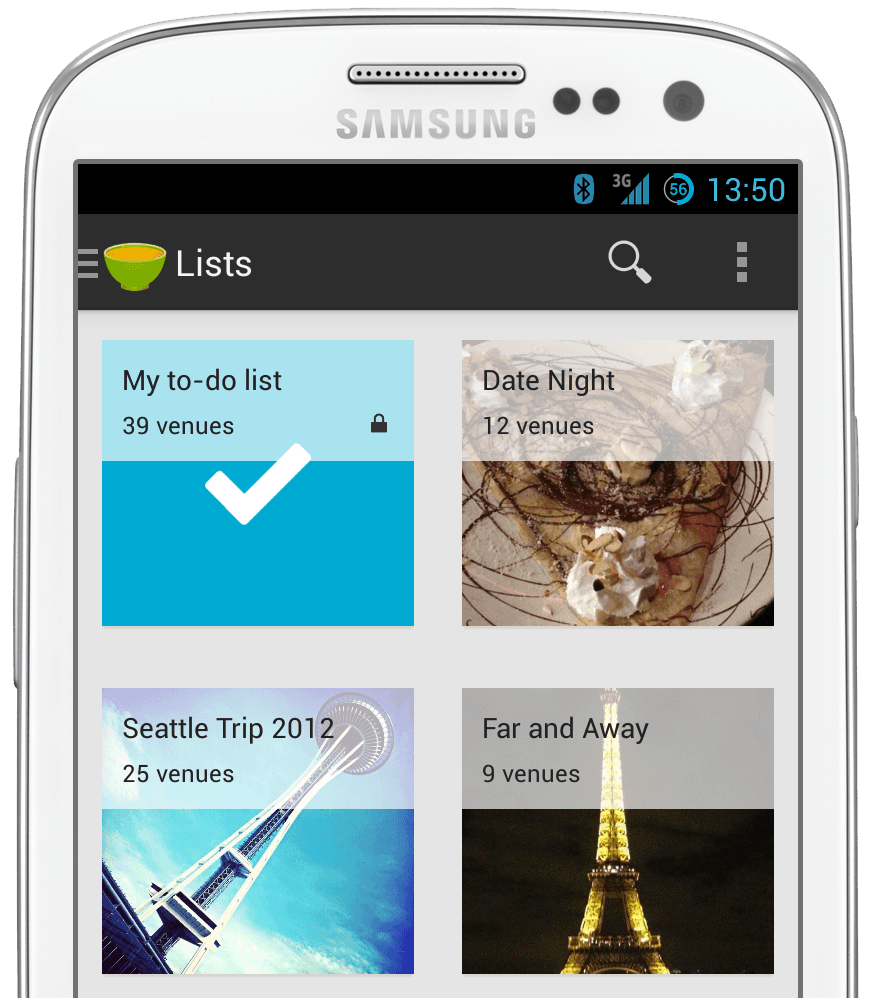 SAMSUNG
3G 56 13:50
Lists
My to-do list
39 venues
Date Night
12 venues
Seattle Trip 2012
25 venues
Far and Away
9 venues